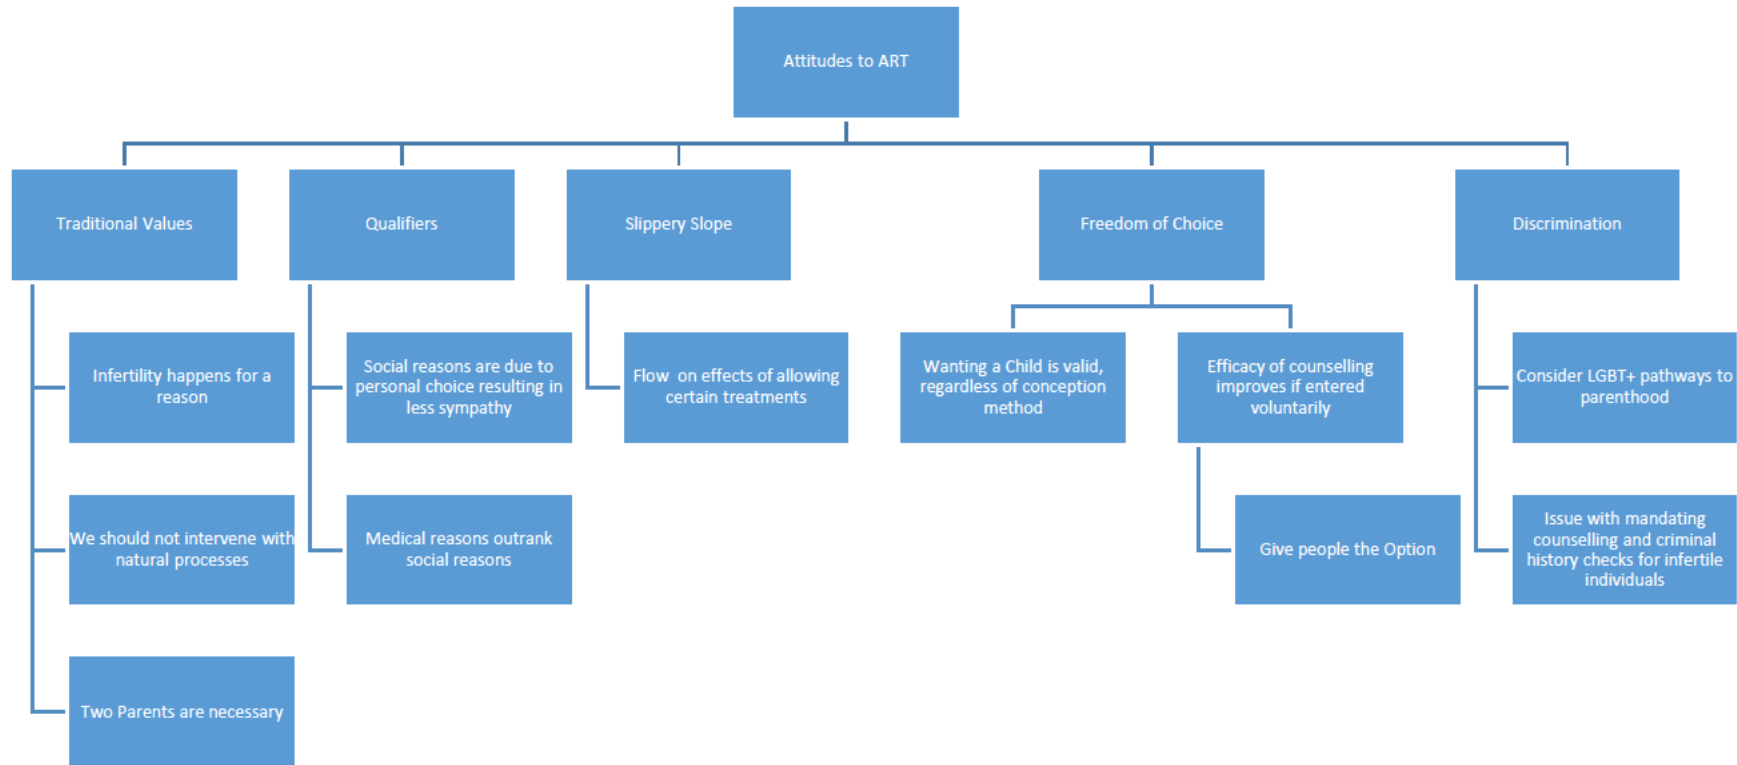 Attitudes to ART
Traditional Values
Qualifiers
Slippery Slope
Freedom of Choice
Discrimination
Infertility happens for a
reason
Social reasons are due to
personal choice resulting in
less sympathy
Flow on effects of allowing
certain treatments
Wanting a Child is valid,
regardless of conception
method
Efficacy of counselling
improves if entered
voluntarily
Consider LGBT+ pathways to
parenthood
We should not intervene with
natural processes
Medical reasons outrank
social reasons
Give people the Option
Issue with mandating
counselling and criminal
history checks for infertile
individuals
Two Parents are necessary